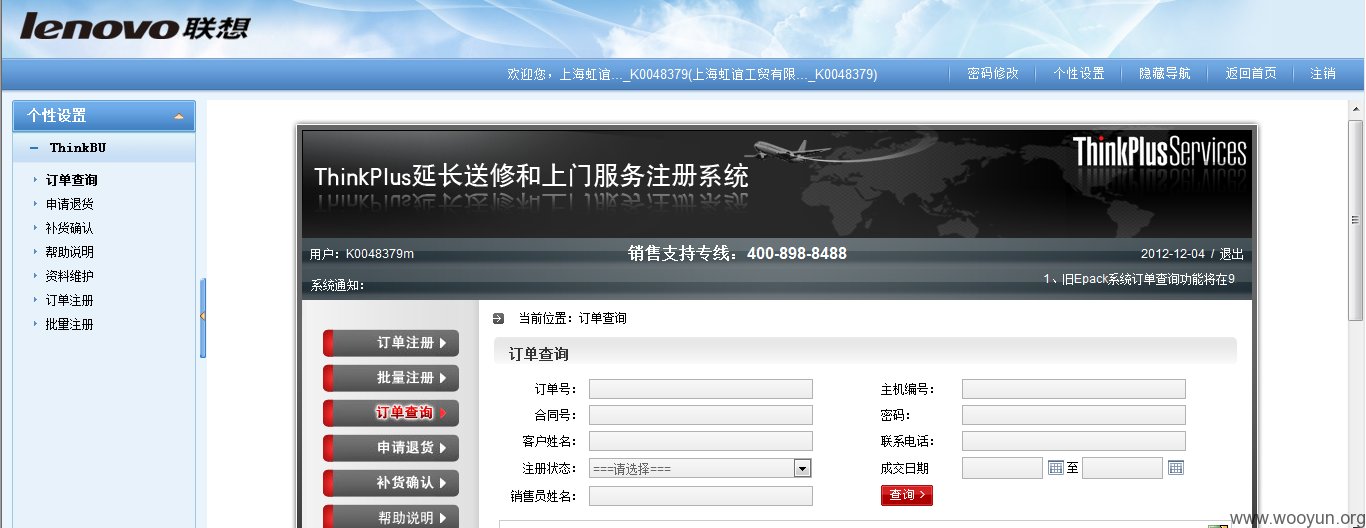 lenovo联想
欢迎您，上海虹谊..._K0048379(上海虹谊工贸有限..._K0048379)
密码修改 个性设置 隐藏导航 返回首页 注销
个性设置
ThinkBU
订单查询
申请退货
补货确认
帮助说明
资料维护
订单注册
批量注册
ThinkPlus延长送修和上门服务注册系统
ThinkPlus Services
用户：K0048379m 销售支持专线：400-898-8488 2012-12-04 / 退出
系统通知： 1、旧Epack系统订单查询功能将在9
订单注册
批量注册
订单查询
申请退货
补货确认
帮助说明
当前位置：订单查询
订单查询
订单号： 主机编号：
合同号： 密码：
客户姓名： 联系电话：
注册状态： ===请选择=== 成交日期 至
销售员姓名： 查询 >
www.wooyun.org